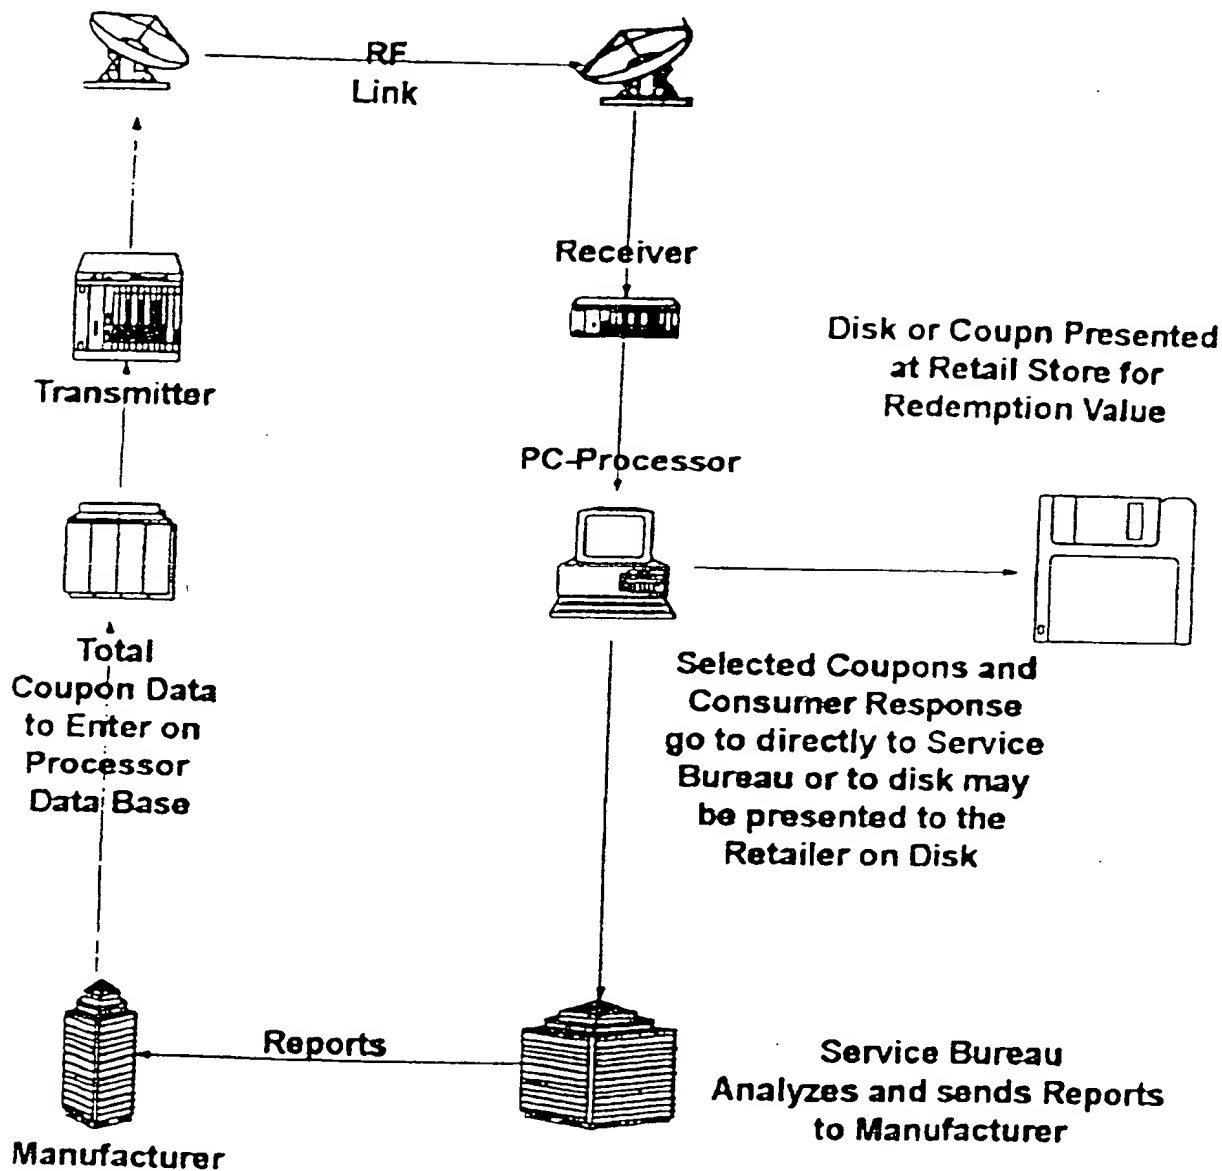 RF
Link
Receiver
Disk or Coupn Presented
at Retail Store for
Redemption Value
Transmitter
PC-Processor
Total
Coupon Data
to Enter on
Processor
Data Base
Selected Coupons and
Consumer Response
go to directly to Service
Bureau or to disk may
be presented to the
Retailer on Disk
Reports
Service Bureau
Analyzes and sends Reports
to Manufacturer
Manufacturer